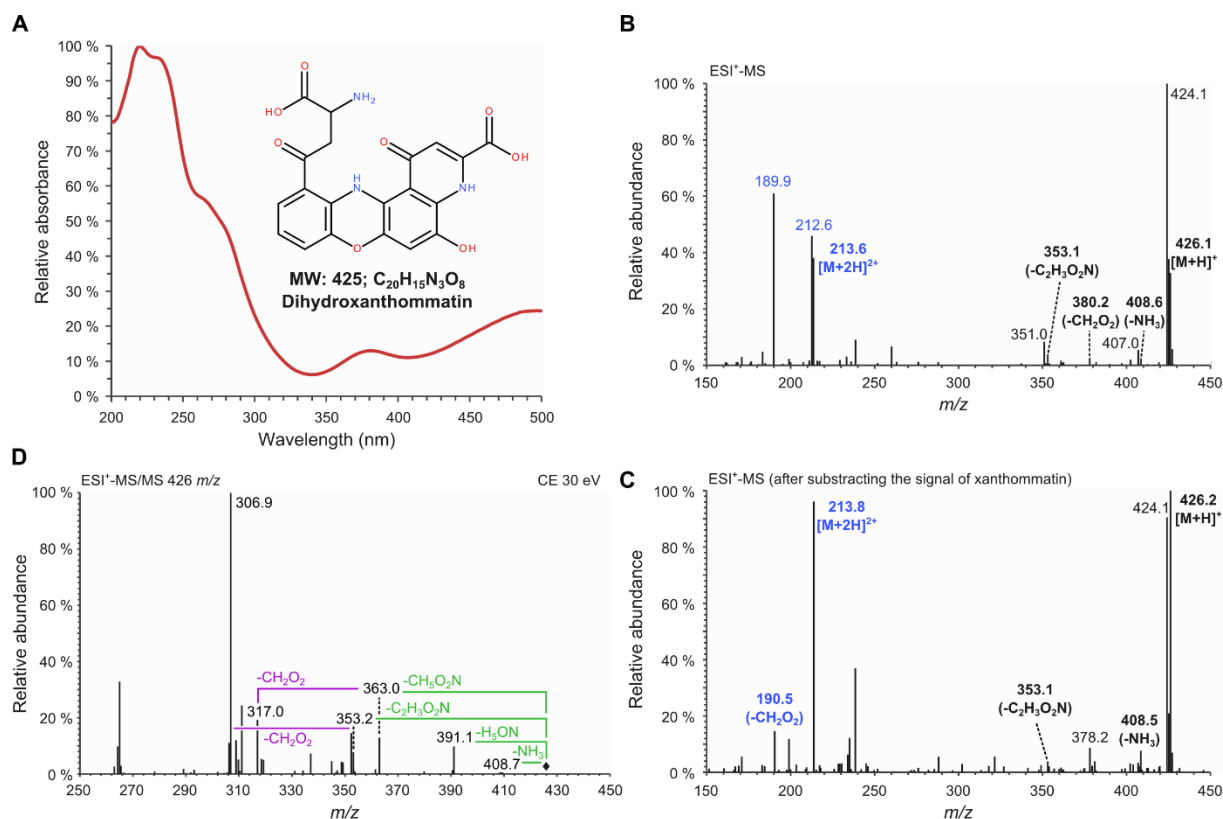 A
100 %
90 %
80 %
70 %
60 %
50 %
40 %
30 %
20 %
10 %
0 %
Relative absorbance
200
250
300
350
400
450
500
Wavelength (nm)
O
HO
NH₂
O
O
O
OH
H
N
NH
O
OH
MW: 425; C₂₀H₁₅N₃O₈
Dihydroxanthommatin
B
ESI⁺-MS
100 %
80 %
60 %
40 %
20 %
0 %
Relative abundance
189.9
212.6
213.6
[M+2H]²⁺
353.1
(-C₂H₃O₂N)
351.0
380.2
(-CH₂O₂)
408.6
(-NH₃)
407.0
424.1
426.1
[M+H]⁺
150
200
250
300
350
400
450
m/z
D
ESI⁺-MS/MS 426 m/z
CE 30 eV
100 %
80 %
60 %
40 %
20 %
0 %
Relative abundance
306.9
-CH₂O₂
363.0
-CH₅O₂N
317.0
353.2
-C₂H₃O₂N
-CH₂O₂
391.1
-H₅ON
-NH₃
408.7
250
270
290
310
330
350
370
390
410
430
450
m/z
C
ESI⁺-MS (after substracting the signal of xanthommatin)
100 %
80 %
60 %
40 %
20 %
0 %
Relative abundance
213.8
[M+2H]²⁺
424.1
426.2
[M+H]⁺
190.5
(-CH₂O₂)
353.1
(-C₂H₃O₂N)
378.2
408.5
(-NH₃)
150
200
250
300
350
400
450
m/z